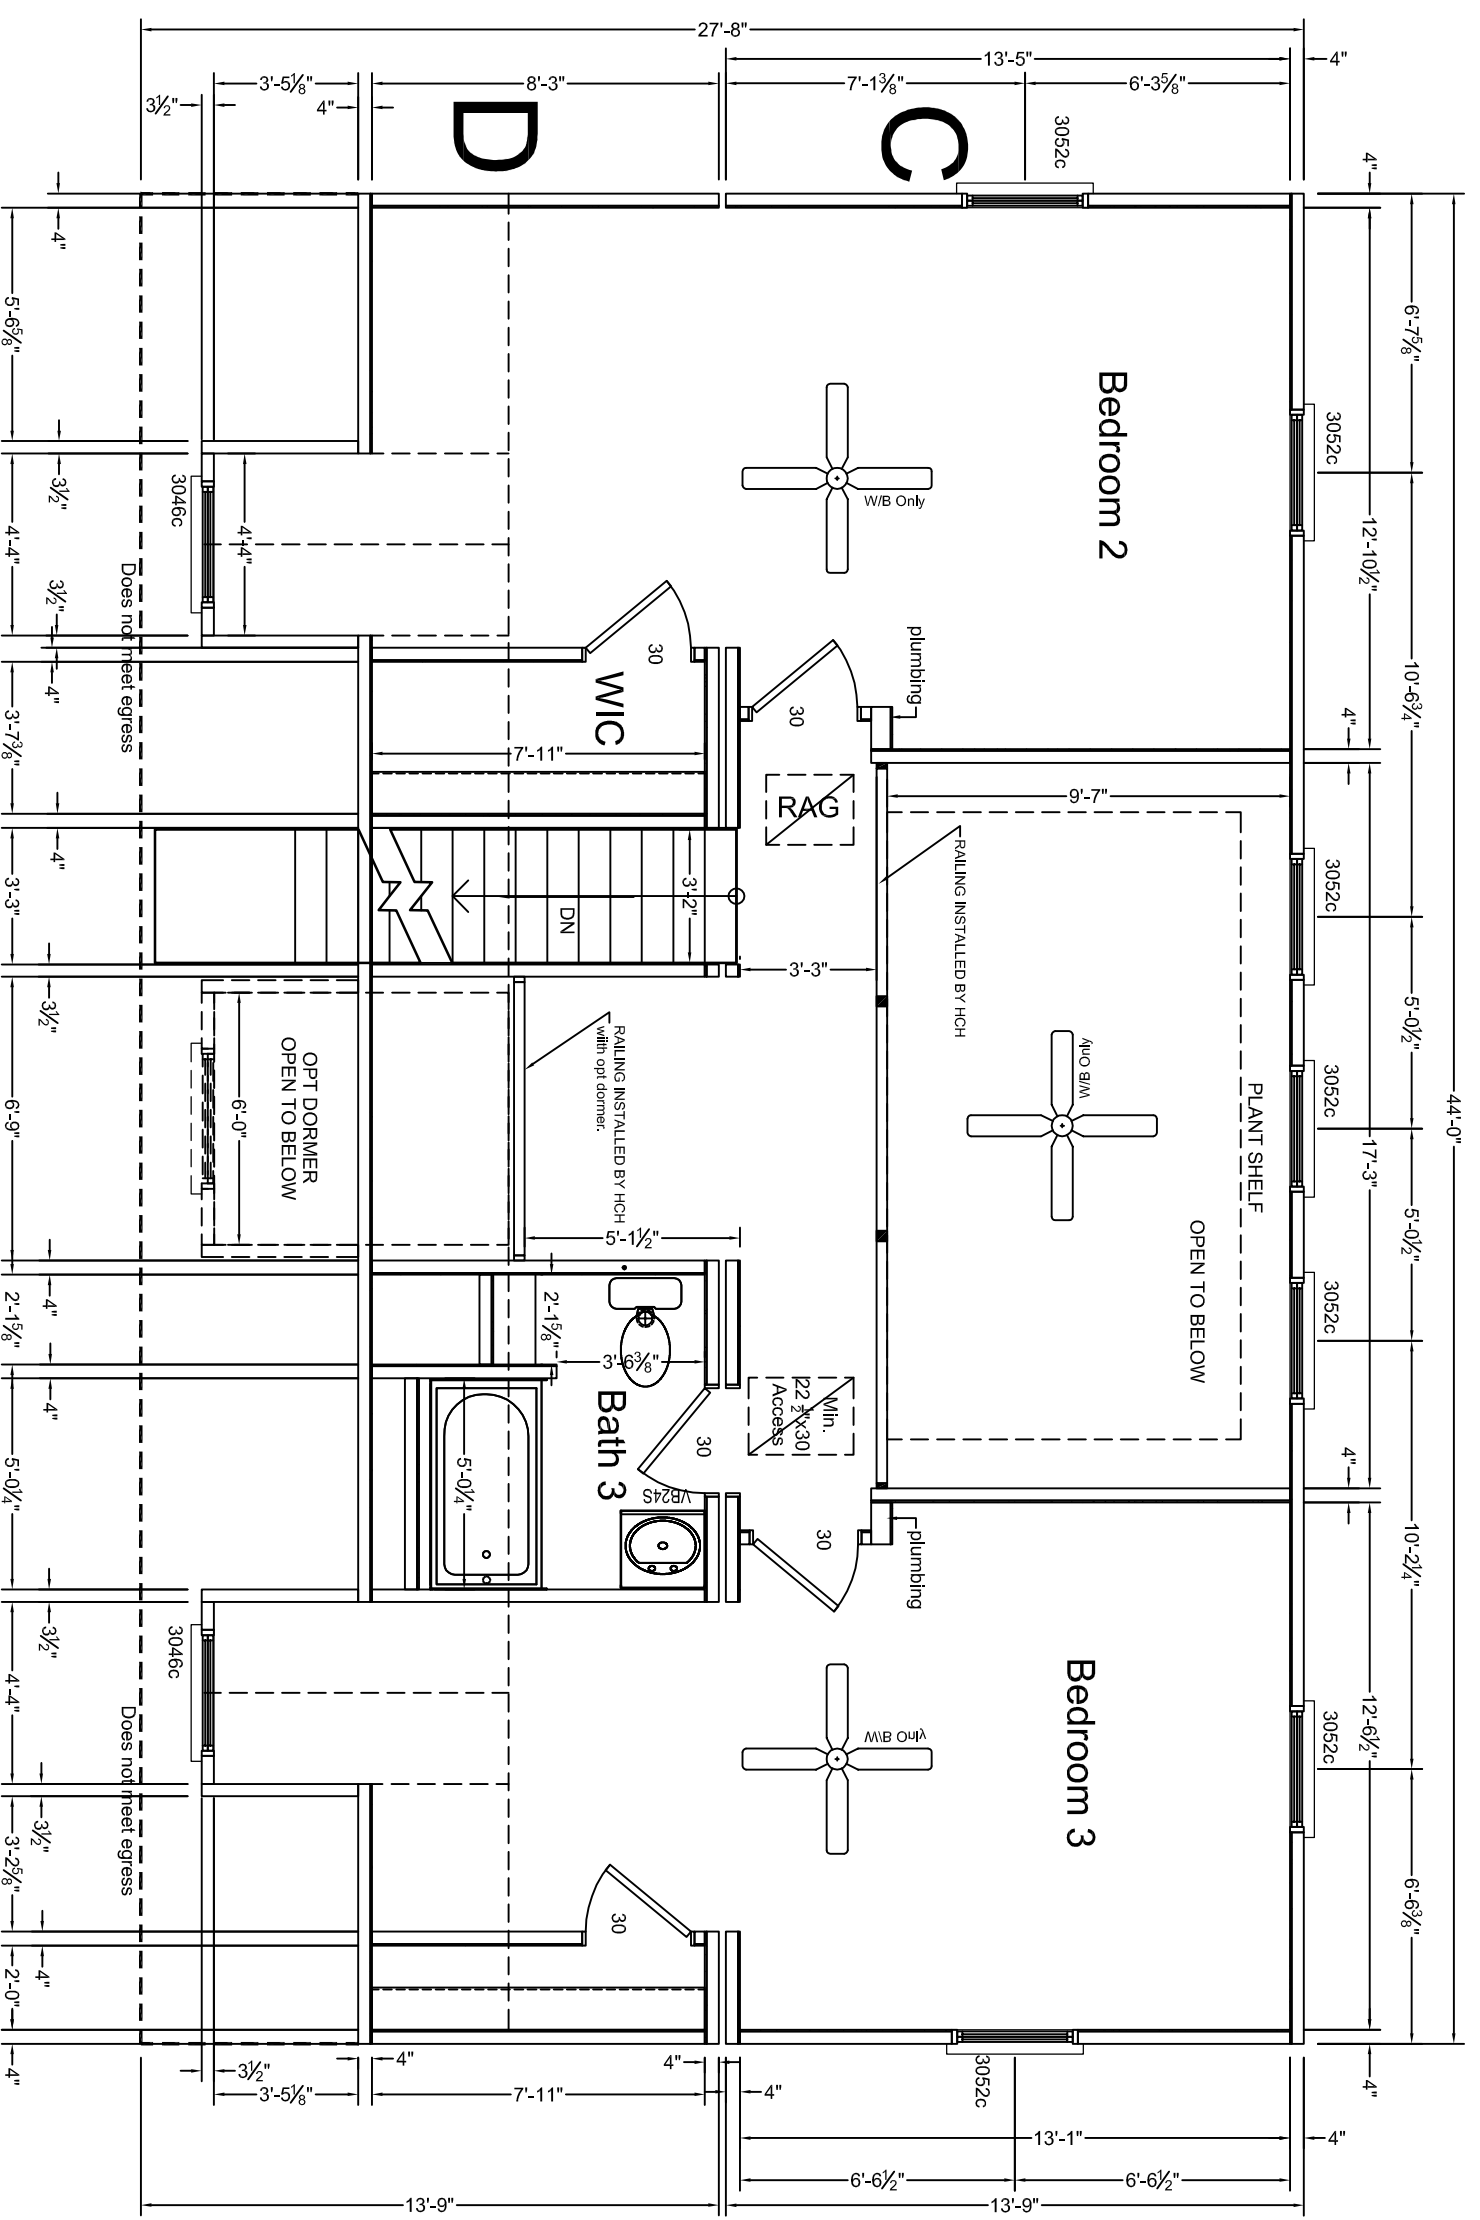 27'-8"
13'-5"
4"
3'-5⅛"
8'-3"
7'-1⅜"
6'-3⅝"
3½"
4"
D
C
3052c
4"
44'-0"
6'-7⅝"
10'-6¾"
5'-0½"
5'-0½"
10'-2¼"
6'-6⅜"
4"
12'-10½"
4"
17'-3"
4"
12'-6½"
4"
3052c
3052c
3052c
3052c
3052c
Bedroom 2
W/B Only
plumbing
30
RAG
9'-7"
RAILING INSTALLED BY HCH
3'-3"
W/B Only
PLANT SHELF
OPEN TO BELOW
Min.
22 ½"x30
Access
plumbing
30
Bedroom 3
W\B Only
3052c
30
WIC
7'-11"
3'-2"
DN
RAILING INSTALLED BY HCH
wiith opt dormer.
5'-1½"
OPT DORMER
OPEN TO BELOW
6'-0"
2'-1⅝"
3'-6⅜"
Bath 3
30
VB24S
5'-0¼"
30
3046c
4'-4"
Does not meet egress
3046c
Does not meet egress
4"
3½"
3½"
4"
4"
3½"
4"
4"
3½"
3½"
4"
4"
5'-6⅝"
4'-4"
3'-7⅜"
3'-3"
6'-9"
2'-1⅝"
5'-0¼"
4'-4"
3'-2⅝"
2'-0"
3½"
3'-5⅛"
4"
7'-11"
4"
4"
13'-1"
4"
6'-6½"
6'-6½"
13'-9"
13'-9"